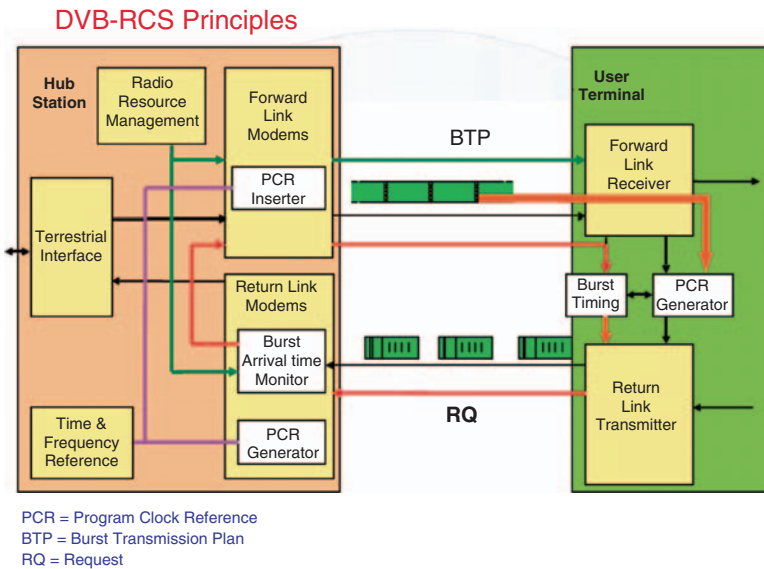 DVB-RCS Principles
Hub
Station
Radio
Resource
Management
Forward
Link
Modems
PCR
Inserter
Terrestrial
Interface
Return Link
Modems
Burst
Arrival time
Monitor
Time &
Frequency
Reference
PCR
Generator
BTP
RQ
User
Terminal
Forward
Link
Receiver
Burst
Timing
PCR
Generator
Return
Link
Transmitter
PCR = Program Clock Reference
BTP = Burst Transmission Plan
RQ = Request